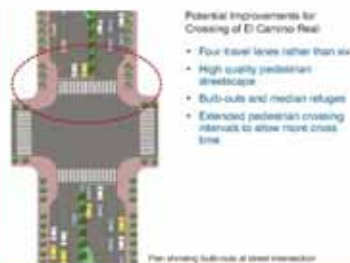 Potential Improvements for
Crossing of El Camino Real
• Four travel lanes rather than six
• High quality pedestrian
streetscape
• Bulb-outs and median refuges
• Extended pedestrian crossing
intervals to allow more cross
time
Plan showing bulb-outs at street intersection